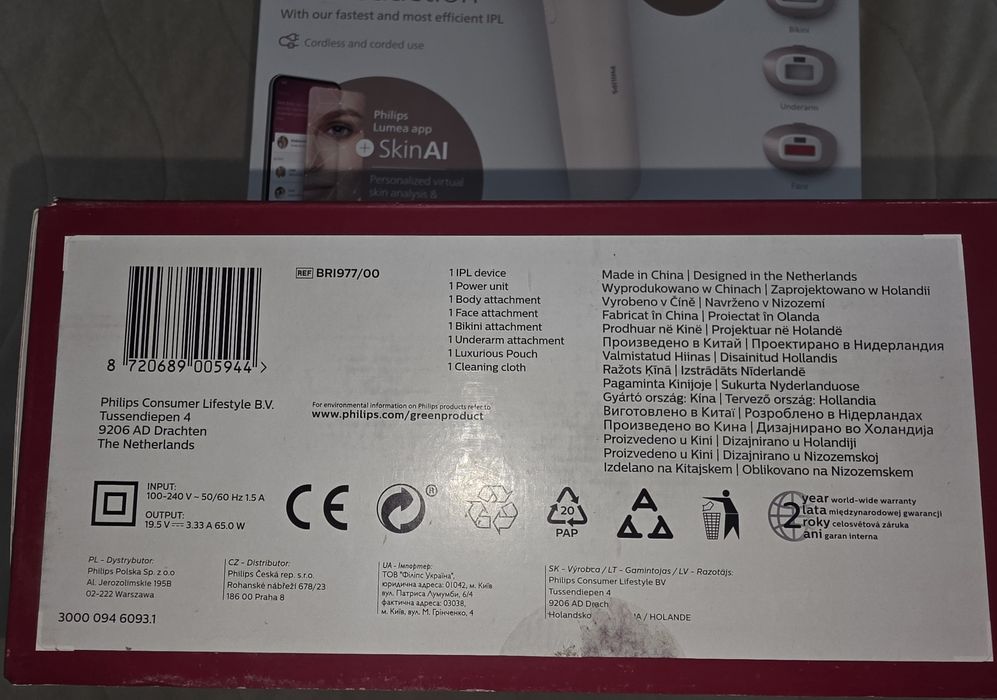 With our fastest and most efficient IPL
Cordless and corded use
Philips
Lumea app
+ SkinAI
Personalized virtual
skin analysis &
PHILIPS
Bikini
Underarm
Face
REF BRI977/00
8 720689 005944 >
1 IPL device
1 Power unit
1 Body attachment
1 Face attachment
1 Bikini attachment
1 Underarm attachment
1 Luxurious Pouch
1 Cleaning cloth
Made in China | Designed in the Netherlands
Wyprodukowano w Chinach | Zaprojektowano w Holandii
Vyrobeno v Číně | Navrženo v Nizozemí
Fabricat în China | Proiectat în Olanda
Prodhuar në Kinë | Projektuar në Holandë
Произведено в Китай | Проектирано в Нидерландия
Valmistatud Hiinas | Disainitud Hollandis
Ražots Ķīnā | Izstrādāts Nīderlandē
Pagaminta Kinijoje | Sukurta Nyderlanduose
Gyártó ország: Kína | Tervező ország: Hollandia
Виготовлено в Китаї | Розроблено в Нідерландах
Произведено во Кина | Дизајнирано во Холандија
Proizvedeno u Kini | Dizajnirano u Holandiji
Proizvedeno u Kini | Dizajnirano u Nizozemskoj
Izdelano na Kitajskem | Oblikovano na Nizozemskem
Philips Consumer Lifestyle B.V.
Tussendiepen 4
9206 AD Drachten
The Netherlands
For environmental information on Philips products refer to
www.philips.com/greenproduct
INPUT:
100-240 V ~ 50/60 Hz 1.5 A
OUTPUT:
19.5 V ⎓ 3.33 A 65.0 W
CE
®
20
PAP
A
2 year world-wide warranty
lata międzynarodowej gwarancji
roky celosvětová záruka
ani garan interna
PL - Dystrybutor:
Philips Polska Sp. z o.o
Al. Jerozolimskie 195B
02-222 Warszawa
CZ - Distributor:
Philips Česká rep. s.r.o.
Rohanské nábřeží 678/23
186 00 Praha 8
UA - Імпортер:
ТОВ "Філіпс Україна",
юридична адреса: 01042, м. Київ
вул. Патриса Лумумби, 6/4
фактична адреса: 03038,
м. Київ, вул. М. Грінченко, 4
SK - Výrobca / LT - Gamintojas / LV - Razotājs:
Philips Consumer Lifestyle BV
Tussendiepen 4
9206 AD Drach
Holandsko / HOLANDE
3000 094 6093.1